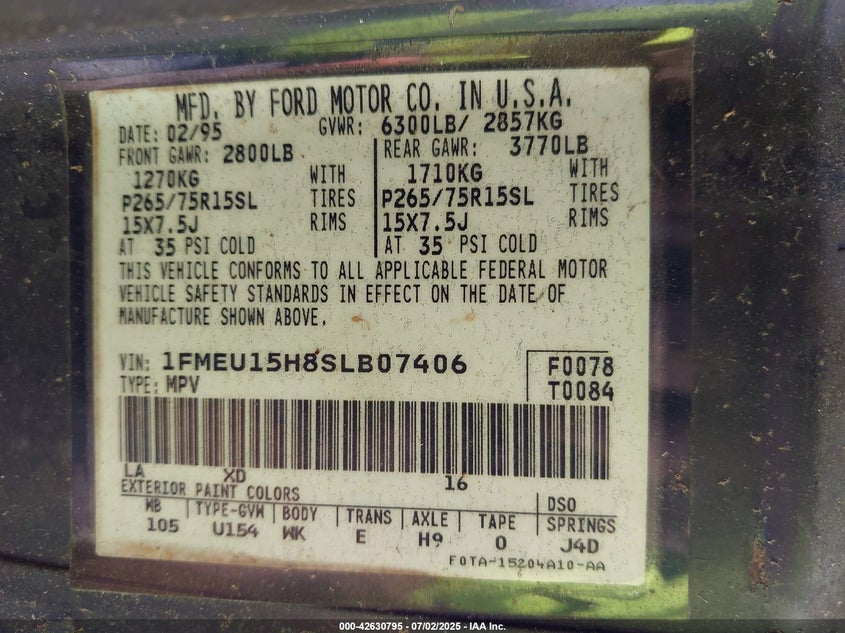 MFD. BY FORD MOTOR CO. IN U.S.A.
DATE: 02/95 GVWR: 6300LB/ 2857KG
FRONT GAWR: 2800LB REAR GAWR: 3770LB
1270KG WITH 1710KG WITH
P265/75R15SL TIRES P265/75R15SL TIRES
15X7.5J RIMS 15X7.5J RIMS
AT 35 PSI COLD AT 35 PSI COLD
THIS VEHICLE CONFORMS TO ALL APPLICABLE FEDERAL MOTOR
VEHICLE SAFETY STANDARDS IN EFFECT ON THE DATE OF
MANUFACTURE SHOWN ABOVE.
VIN: 1FMEU15H8SLB07406 F0078
TYPE: MPV T0084
LA XD 16
EXTERIOR PAINT COLORS DSO
WB TYPE-GVW BODY TRANS AXLE TAPE SPRINGS
105 U154 WK E H9 0 J4D
F0TA-15204A10-AA
000-42630795 - 07/02/2025 - IAA Inc.